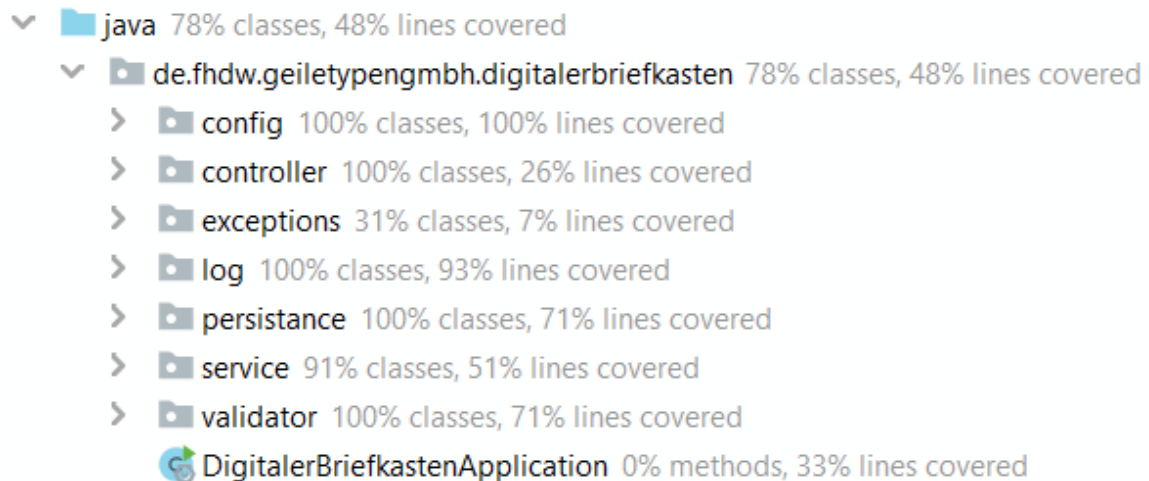 java 78% classes, 48% lines covered
de.fhdw.geiletypengmbh.digitalerbriefkasten 78% classes, 48% lines covered
config 100% classes, 100% lines covered
controller 100% classes, 26% lines covered
exceptions 31% classes, 7% lines covered
log 100% classes, 93% lines covered
persistance 100% classes, 71% lines covered
service 91% classes, 51% lines covered
validator 100% classes, 71% lines covered
DigitalerBriefkastenApplication 0% methods, 33% lines covered